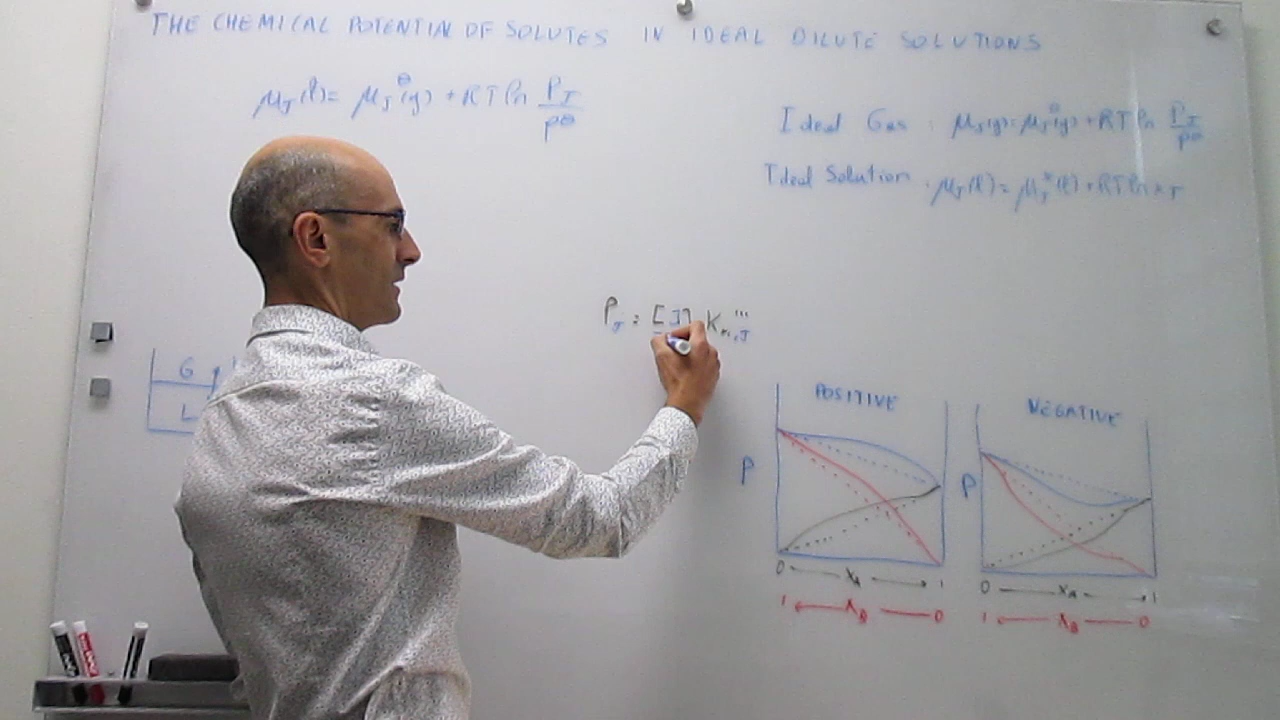 THE CHEMICAL POTENTIAL OF SOLUTES IN IDEAL DILUTE SOLUTIONS
μJ(l) = μJ⦵(g) + RT ln PJ/P⦵
Ideal Gas : μJ(g) = μJ⦵(g) + RT ln PJ/P⦵
Ideal Solution : μJ(l) = μJ*(l) + RT ln xJ
PJ = [J] K''',J
G
L
POSITIVE
NEGATIVE
P
P
0 xA 1
0 xA 1
1 xB 0
1 xB 0